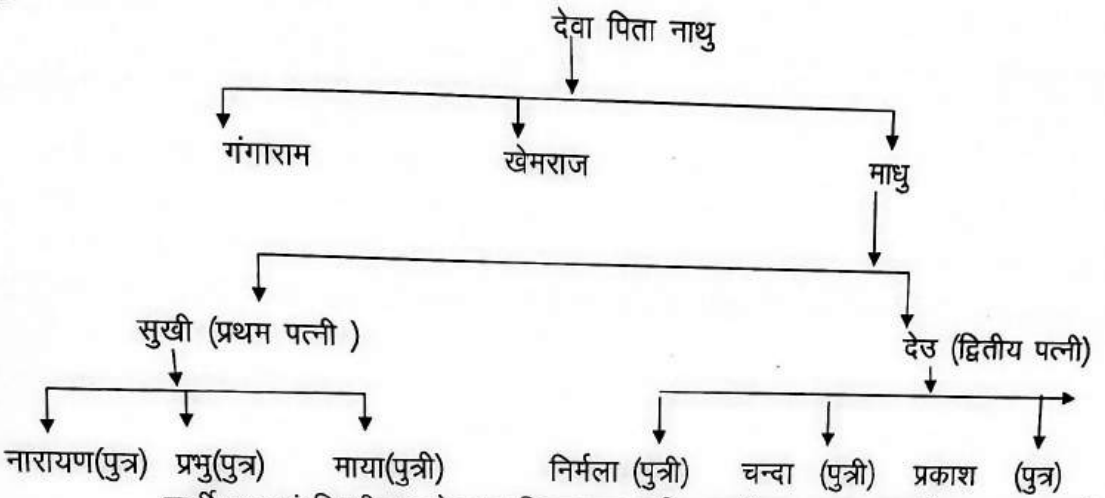 देवा पिता नाथु
गंगाराम खेमराज माधु
सुखी (प्रथम पत्नी ) देउ (द्वितीय पत्नी)
नारायण(पुत्र) प्रभु(पुत्र) माया(पुत्री) निर्मला (पुत्री) चन्दा (पुत्री) प्रकाश (पुत्र)